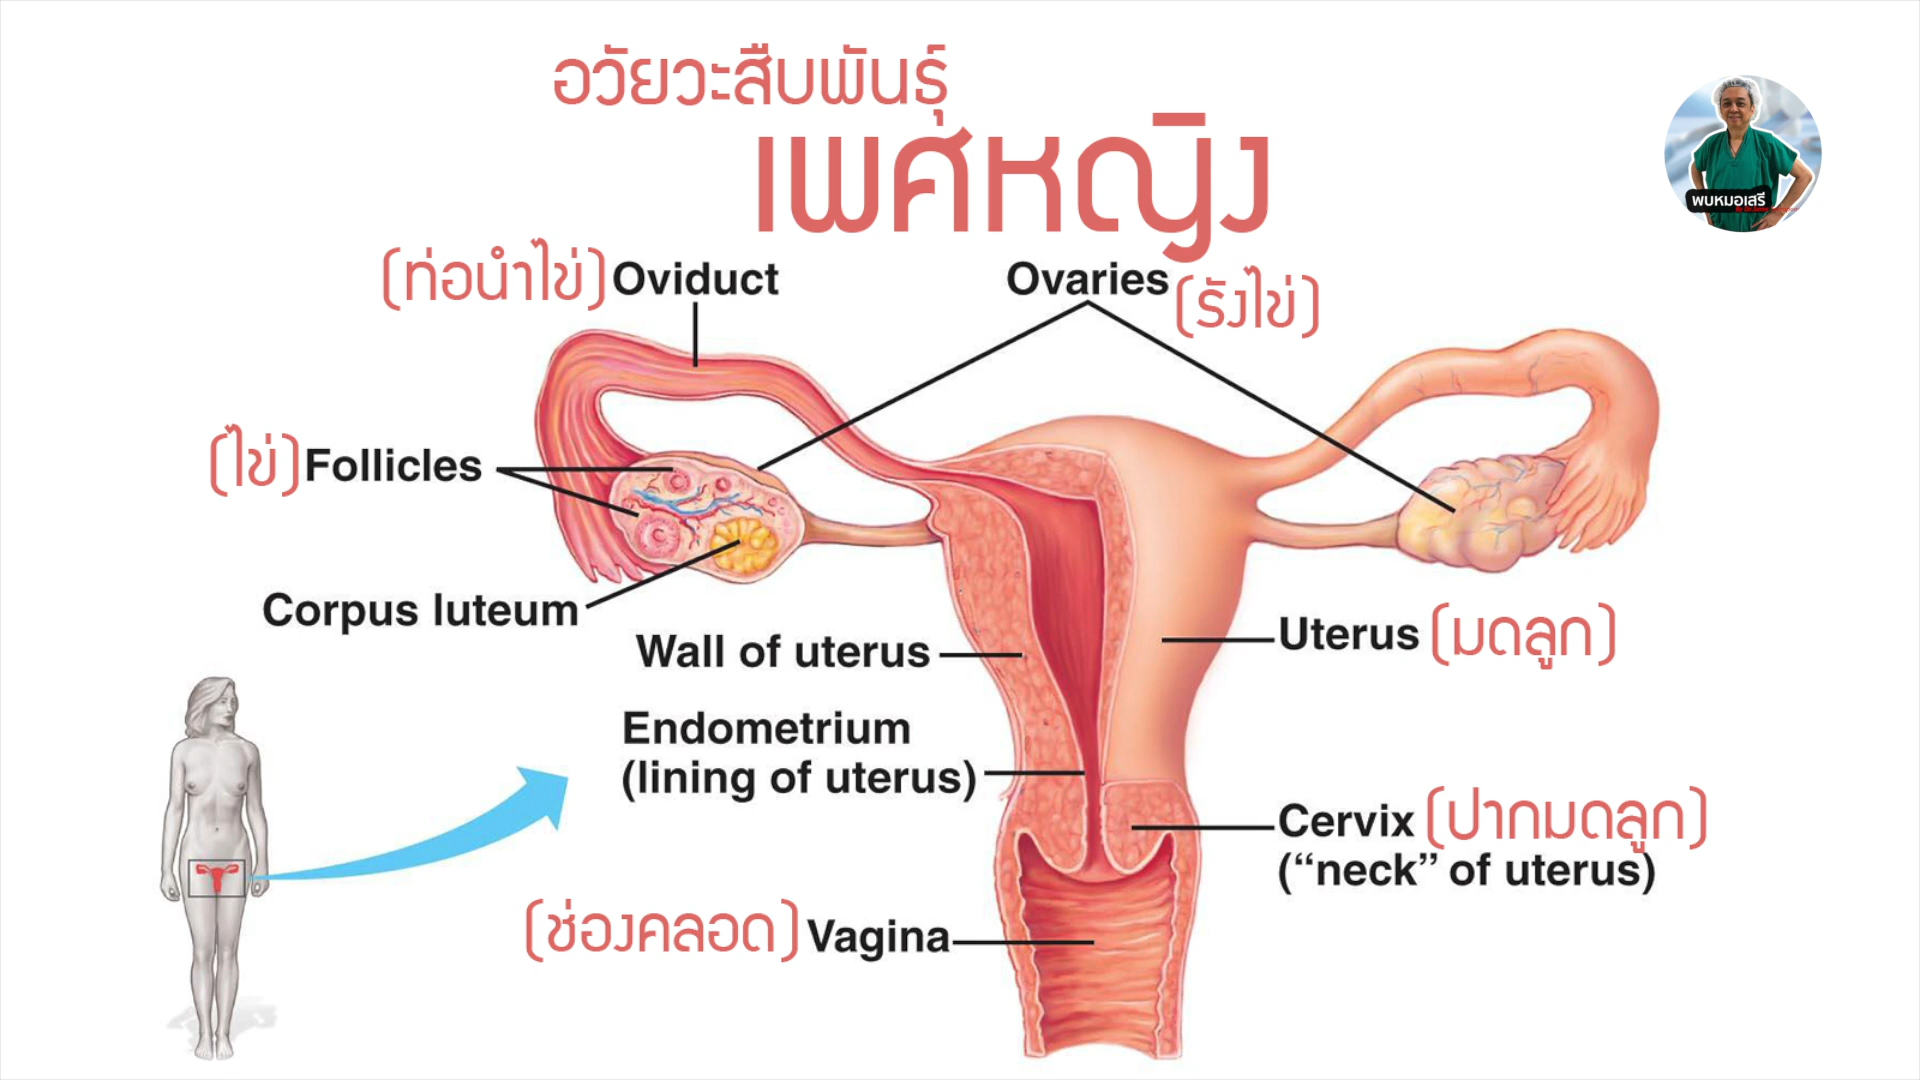 อวัยวะสืบพันธุ์
เพศหญิง
พบหมอเสรี
(ท่อนำไข่) Oviduct
Ovaries (รังไข่)
(ไข่) Follicles
Corpus luteum
Wall of uterus
Uterus (มดลูก)
Endometrium
(lining of uterus)
Cervix (ปากมดลูก)
(“neck” of uterus)
(ช่องคลอด) Vagina